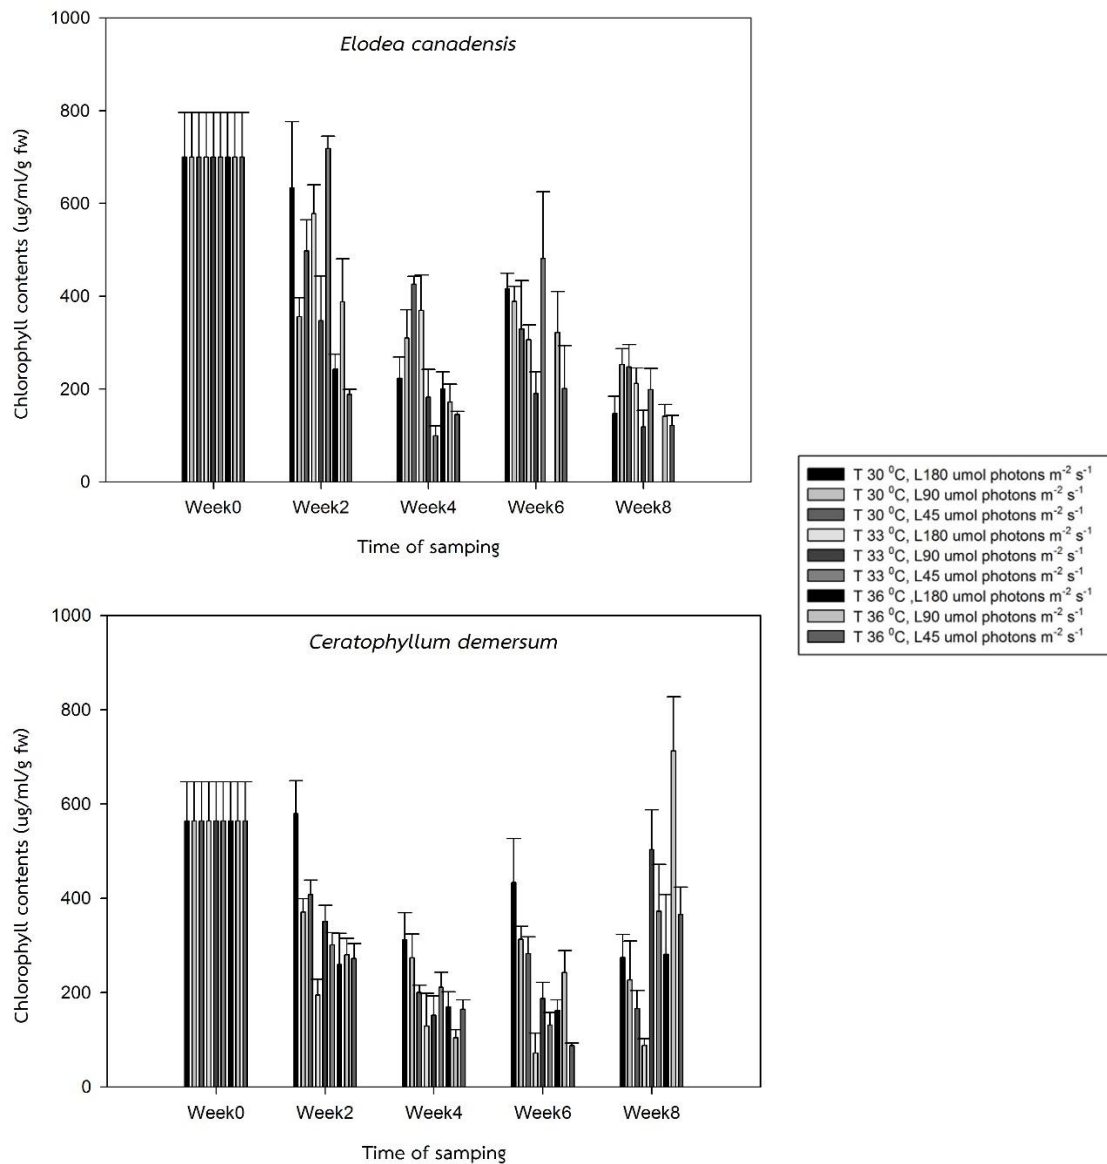 Elodea canadensis
1000
800
600
400
200
0
Chlorophyll contents (ug/ml/g fw)
Week0 Week2 Week4 Week6 Week8
Time of samping
T 30 ⁰C, L180 umol photons m⁻² s⁻¹
T 30 ⁰C, L90 umol photons m⁻² s⁻¹
T 30 ⁰C, L45 umol photons m⁻² s⁻¹
T 33 ⁰C, L180 umol photons m⁻² s⁻¹
T 33 ⁰C, L90 umol photons m⁻² s⁻¹
T 33 ⁰C, L45 umol photons m⁻² s⁻¹
T 36 ⁰C ,L180 umol photons m⁻² s⁻¹
T 36 ⁰C, L90 umol photons m⁻² s⁻¹
T 36 ⁰C, L45 umol photons m⁻² s⁻¹
Ceratophyllum demersum
1000
800
600
400
200
0
Chlorophyll contents (ug/ml/g fw)
Week0 Week2 Week4 Week6 Week8
Time of samping